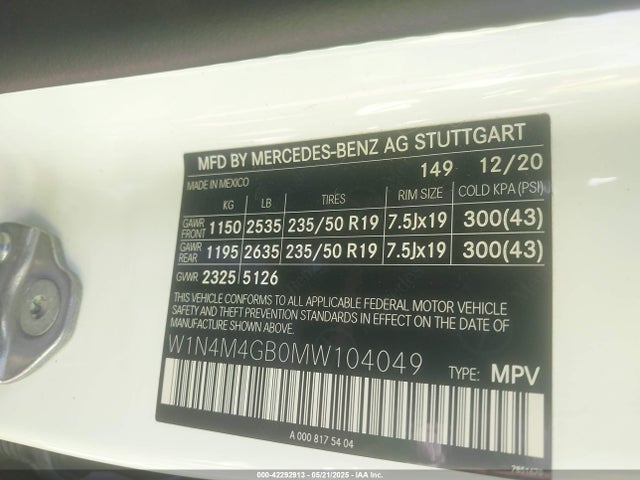 MFD BY MERCEDES-BENZ AG STUTTGART
MADE IN MEXICO 149 12/20
KG LB TIRES RIM SIZE COLD KPA (PSI)
GAWR FRONT 1150 2535 235/50 R19 7.5Jx19 300(43)
GAWR REAR 1195 2635 235/50 R19 7.5Jx19 300(43)
GVWR 2325 5126
THIS VEHICLE CONFORMS TO ALL APPLICABLE FEDERAL MOTOR VEHICLE
SAFETY AND THEFT PREVENTION STANDARDS IN EFFECT ON THE DATE OF
MANUFACTURE SHOWN ABOVE.
W1N4M4GB0MW104049 TYPE: MPV
A 000 817 54 04
000-42292913 - 05/21/2025 - IAAHQ-DI